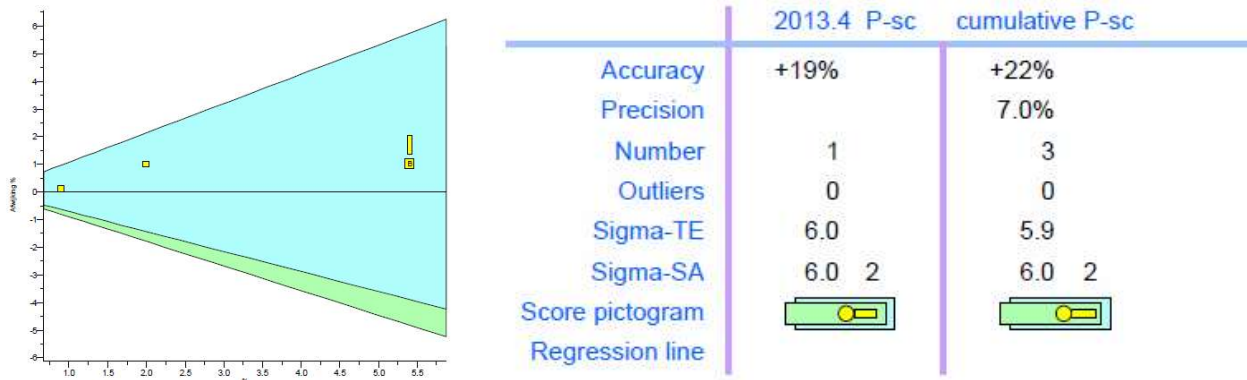 6
5
4
3
2
1
0
-1
-2
-3
-4
-5
-6
Afwijking %
B
1.0 1.5 2.0 2.5 3.0 3.5 4.0 4.5 5.0 5.5
2013.4 P-sc cumulative P-sc
Accuracy +19% +22%
Precision 7.0%
Number 1 3
Outliers 0 0
Sigma-TE 6.0 5.9
Sigma-SA 6.0 2 6.0 2
Score pictogram
Regression line